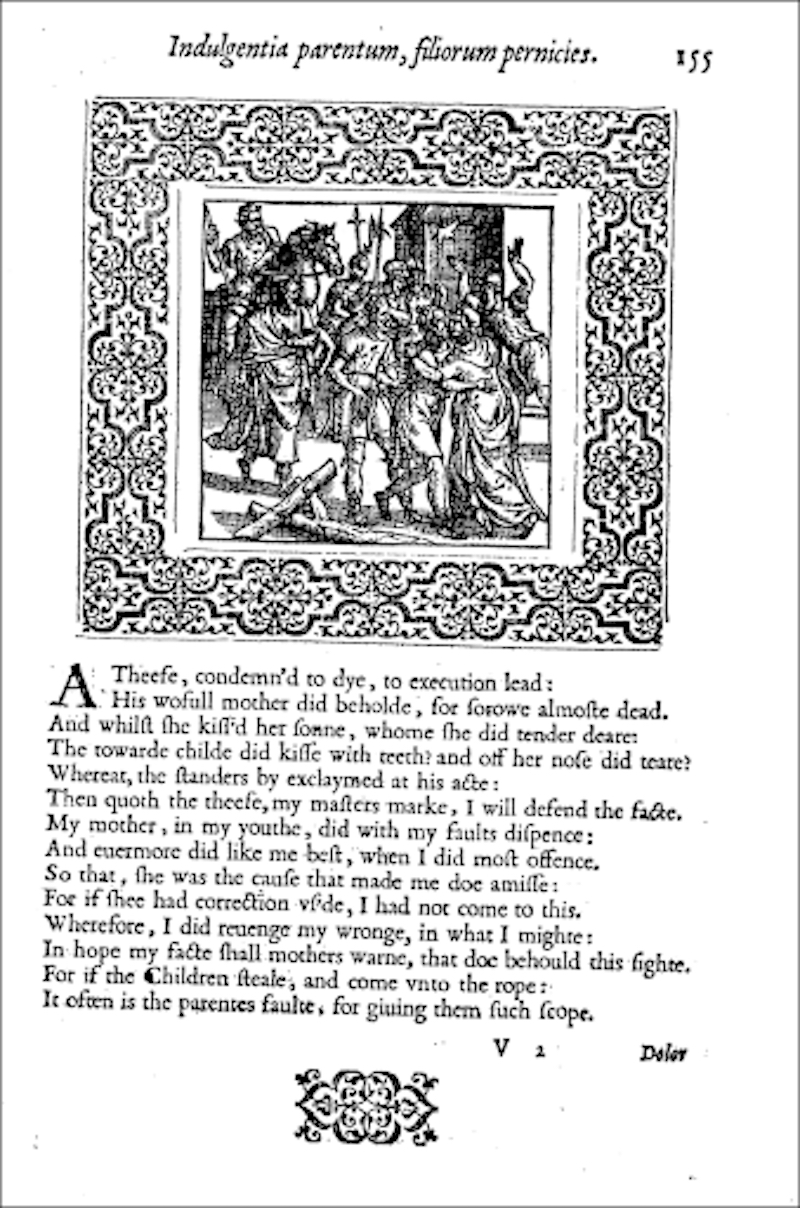 Indulgentia parentum, filiorum pernicies. 155
A Theefe, condemn'd to dye, to execution lead:
His wofull mother did beholde, for sorowe almoste dead.
And whilſt ſhe kiſſ'd her ſonne, whome ſhe did tender deare:
The towarde childe did kiſſe with teeth? and off her noſe did teare?
Whereat, the ſtanders by exclaymed at his acte:
Then quoth the theefe, my maſters marke, I will defend the facte.
My mother, in my youthe, did with my faults diſpence:
And euermore did like me beſt, when I did moſt offence.
So that, ſhe was the cauſe that made me doe amiſſe:
For if ſhee had correction vſ'de, I had not come to this.
Wherefore, I did reuenge my wronge, in what I mighte:
In hope my facte ſhall mothers warne, that doe behould this ſighte.
For if the Children ſteale, and come vnto the rope:
It often is the parentes faulte, for giuing them ſuch ſcope.
V 2 Dolor